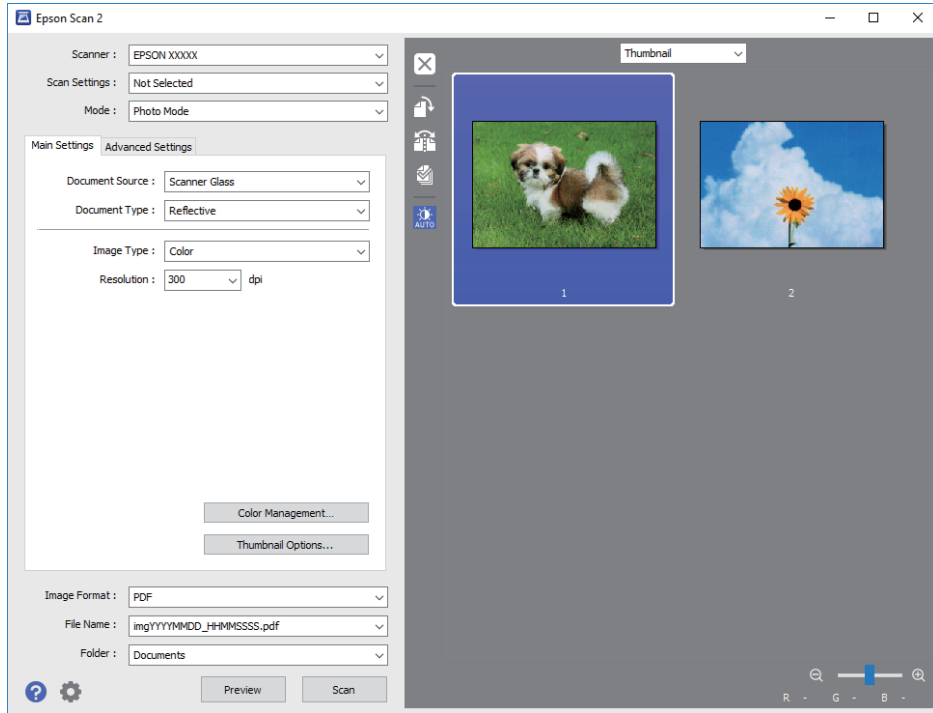 Epson Scan 2
Scanner : EPSON XXXXX
Scan Settings : Not Selected
Mode : Photo Mode
Main Settings Advanced Settings
Document Source : Scanner Glass
Document Type : Reflective
Image Type : Color
Resolution : 300 dpi
Color Management...
Thumbnail Options...
Image Format : PDF
File Name : imgYYYYMMDD_HHMMSSSS.pdf
Folder : Documents
? Preview Scan
Thumbnail
AUTO
1 2
R - G - B -